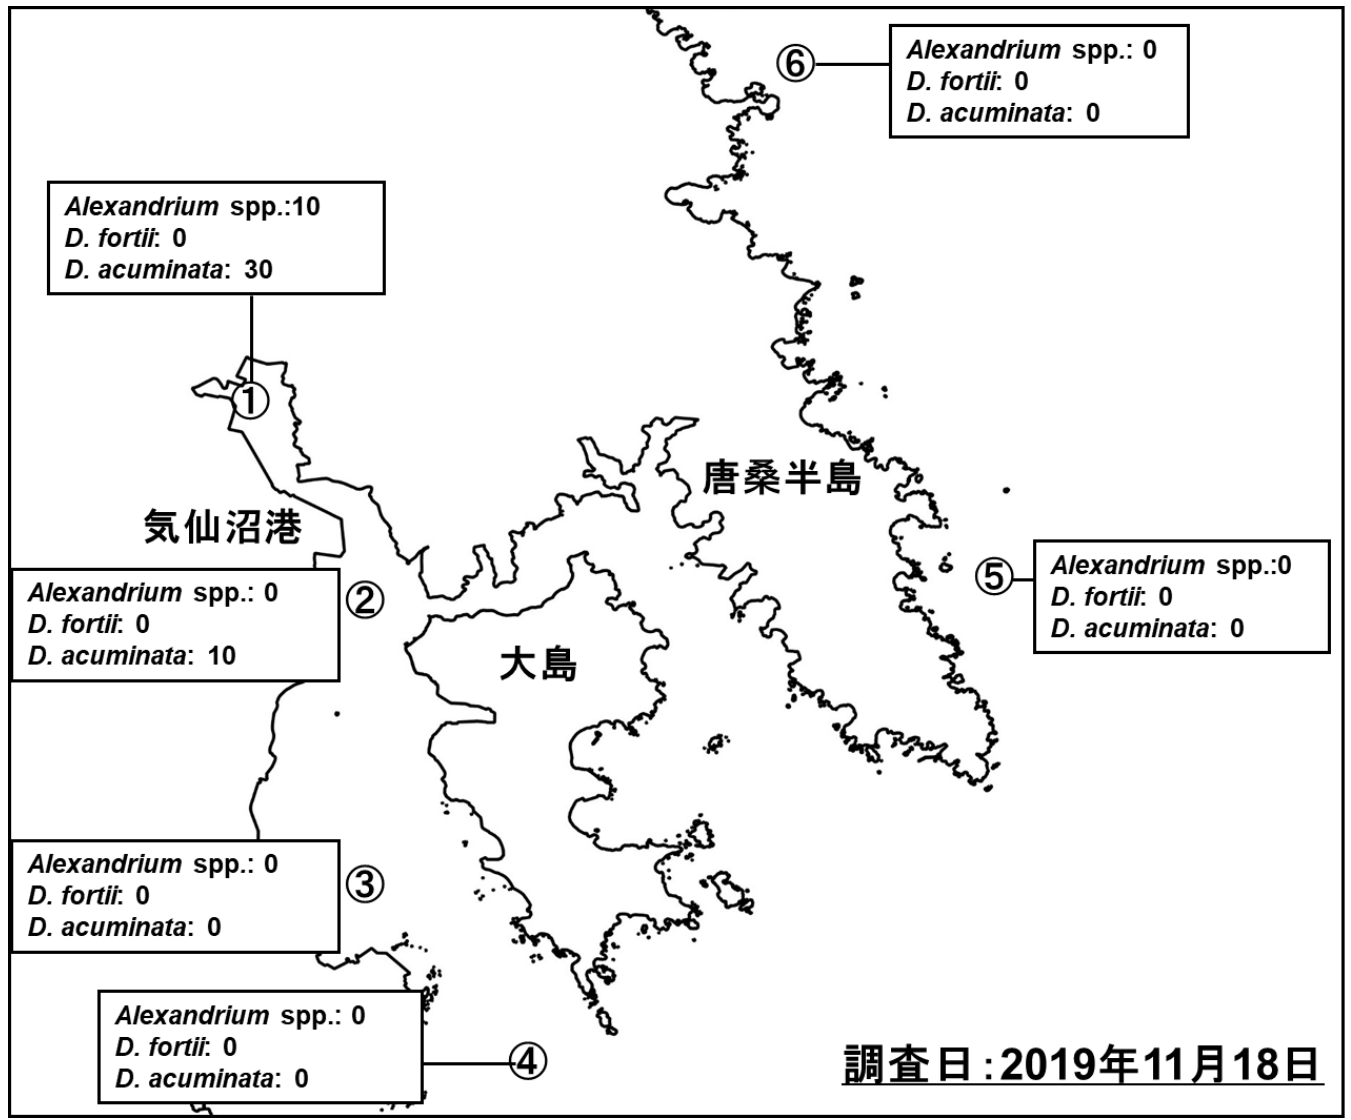 ⑥
Alexandrium spp.: 0
D. fortii: 0
D. acuminata: 0
Alexandrium spp.:10
D. fortii: 0
D. acuminata: 30
①
唐桑半島
気仙沼港
Alexandrium spp.: 0
D. fortii: 0
D. acuminata: 10
②
⑤
Alexandrium spp.:0
D. fortii: 0
D. acuminata: 0
大島
Alexandrium spp.: 0
D. fortii: 0
D. acuminata: 0
③
Alexandrium spp.: 0
D. fortii: 0
D. acuminata: 0
④
調査日:2019年11月18日